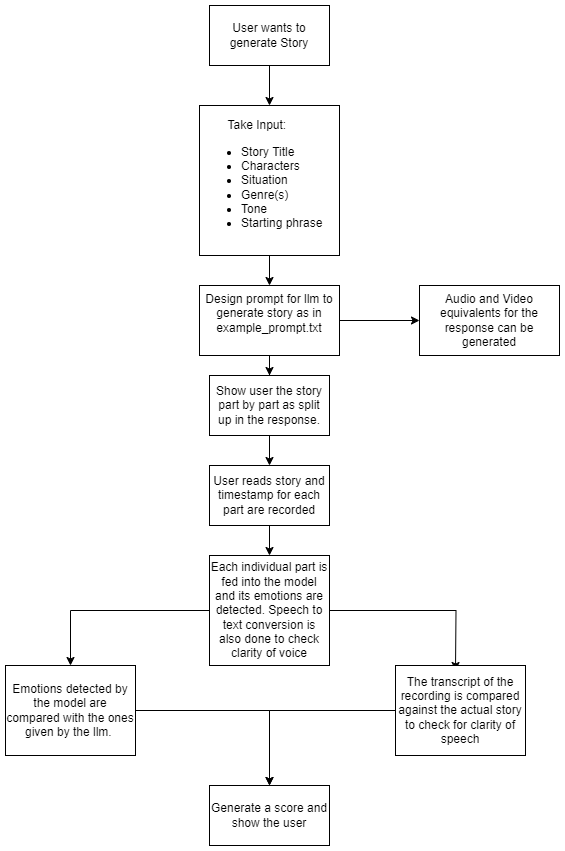 User wants to
generate Story
Take Input:
Story Title
Characters
Situation
Genre(s)
Tone
Starting phrase
Design prompt for llm to
generate story as in
example_prompt.txt
Audio and Video
equivalents for the
response can be
generated
Show user the story
part by part as split
up in the response.
User reads story and
timestamp for each
part are recorded
Each individual part is
fed into the model
and its emotions are
detected. Speech to
text conversion is
also done to check
clarity of voice
Emotions detected by
the model are
compared with the ones
given by the llm.
The transcript of the
recording is compared
against the actual story
to check for clarity of
speech
Generate a score and
show the user